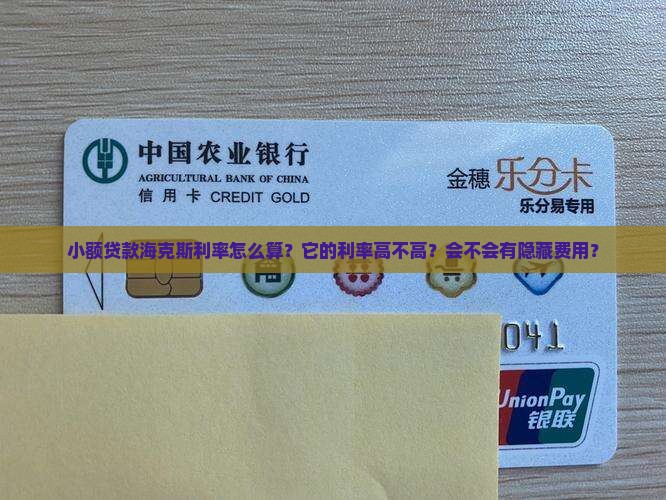 中国农业银行
AGRICULTURAL BANK OF CHINA
信用卡 CREDIT GOLD
金穗 乐分卡
乐分易专用
小额贷款海克斯利率怎么算？它的利率高不高？会不会有隐藏费用？
041
UnionPay
银联